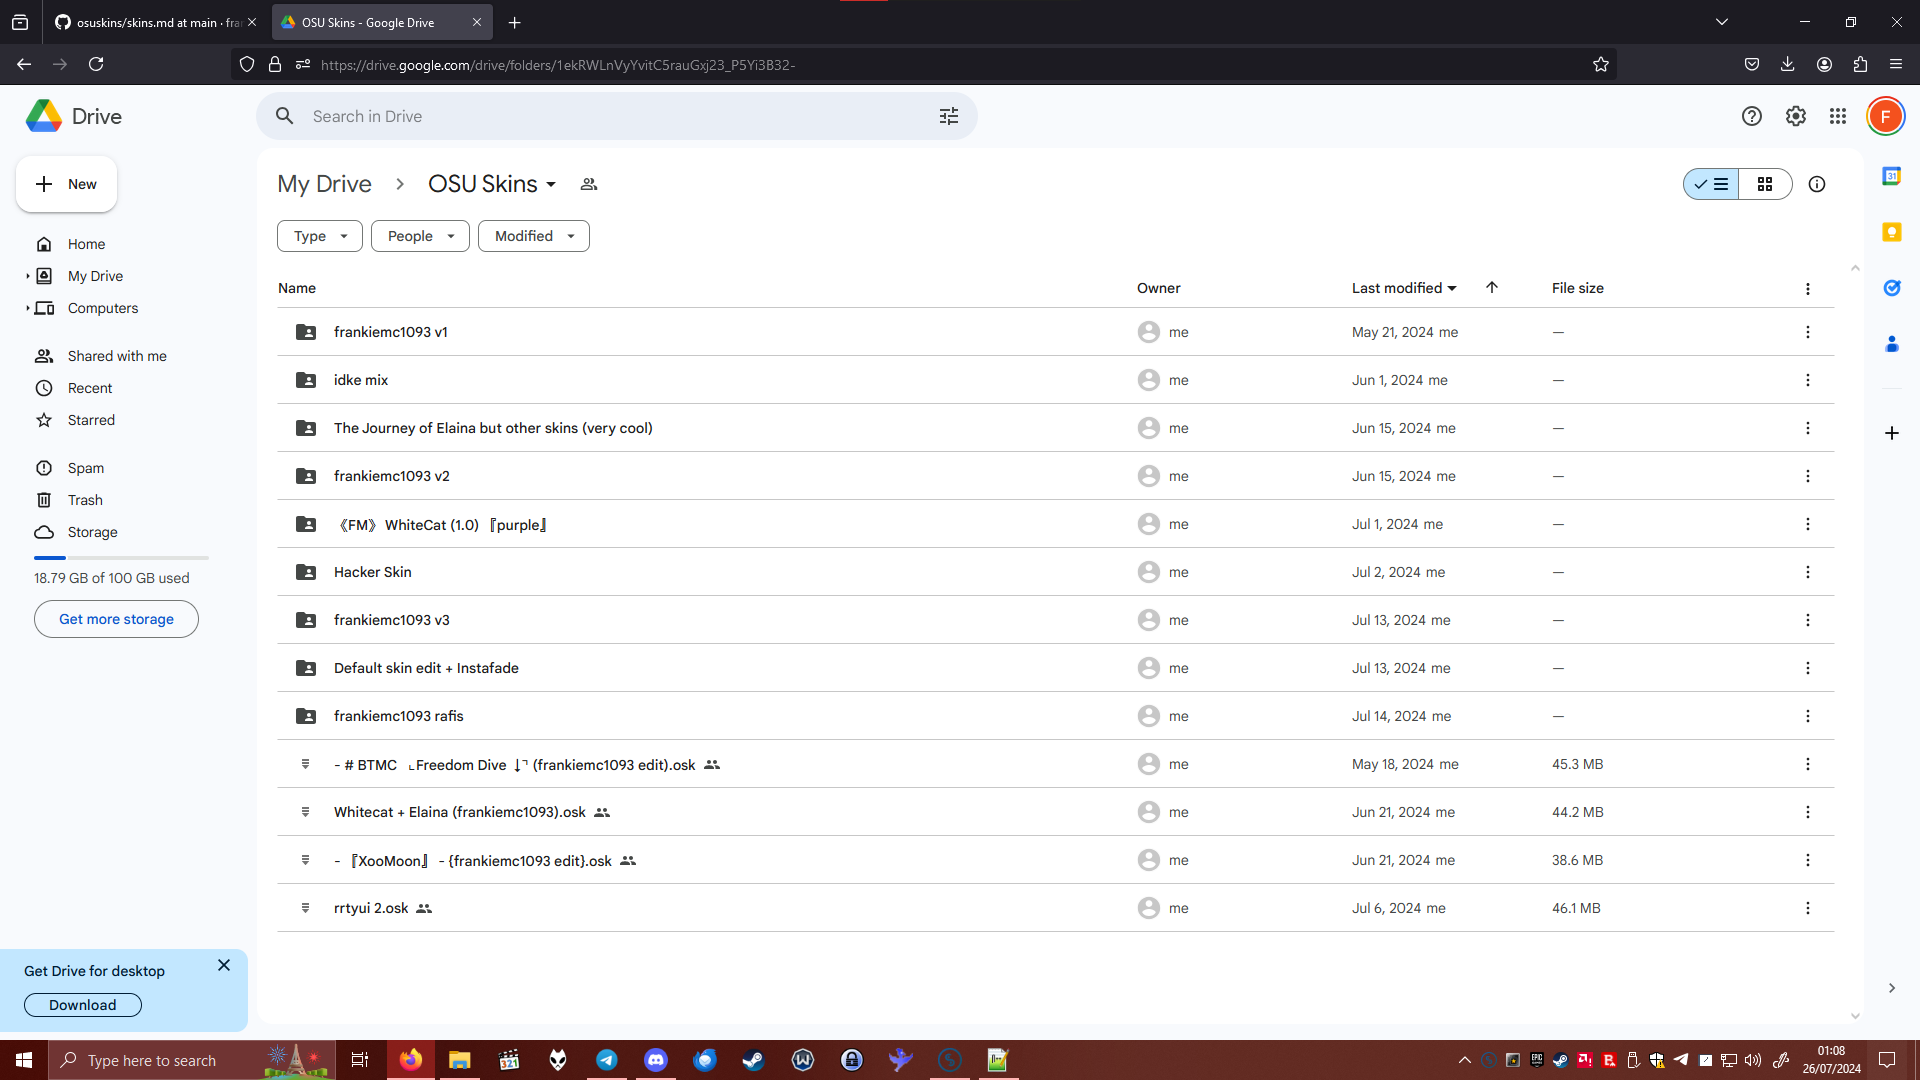 osuskins/skins.md at main · fra
OSU Skins - Google Drive
https://drive.google.com/drive/folders/1ekRWLnVyYvitC5rauGxj23_P5Yi3B32-
Drive
Search in Drive
F
New
My Drive
OSU Skins
Type
People
Modified
Home
My Drive
Computers
Shared with me
Recent
Starred
Spam
Trash
Storage
18.79 GB of 100 GB used
Get more storage
31
Name Owner Last modified File size
frankiemc1093 v1 me May 21, 2024 me —
idke mix me Jun 1, 2024 me —
The Journey of Elaina but other skins (very cool) me Jun 15, 2024 me —
frankiemc1093 v2 me Jun 15, 2024 me —
《FM》 WhiteCat (1.0) 『purple』 me Jul 1, 2024 me —
Hacker Skin me Jul 2, 2024 me —
frankiemc1093 v3 me Jul 13, 2024 me —
Default skin edit + Instafade me Jul 13, 2024 me —
frankiemc1093 rafis me Jul 14, 2024 me —
- # BTMC ⌞Freedom Dive ↓⌝ (frankiemc1093 edit).osk me May 18, 2024 me 45.3 MB
Whitecat + Elaina (frankiemc1093).osk me Jun 21, 2024 me 44.2 MB
- 『XooMoon』 - {frankiemc1093 edit}.osk me Jun 21, 2024 me 38.6 MB
rrtyui 2.osk me Jul 6, 2024 me 46.1 MB
Get Drive for desktop
Download
Type here to search
321
01:08
26/07/2024